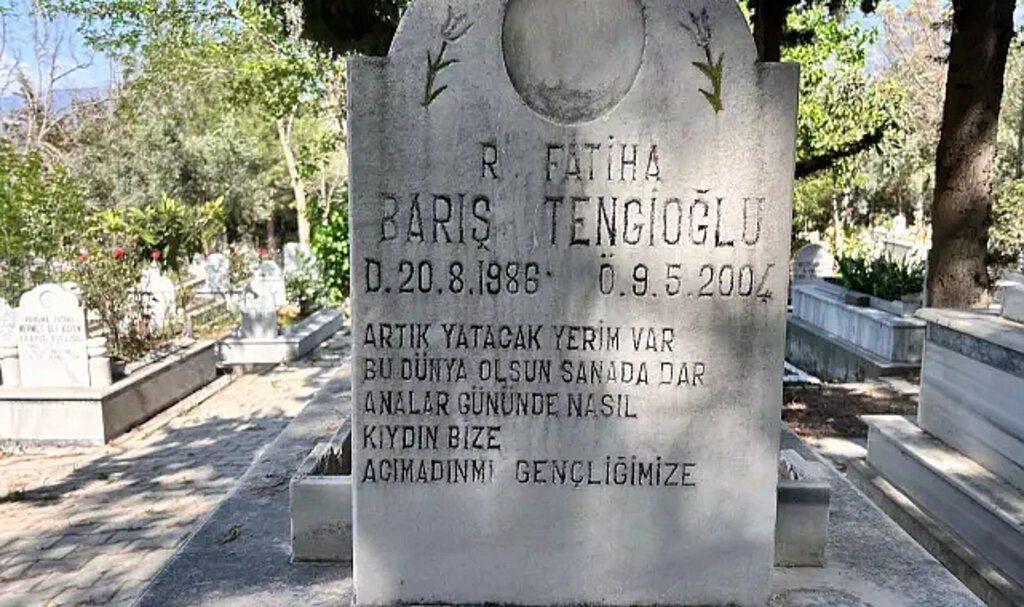 R. FATİHA
BARIŞ TENGİOĞLU
D.20.8.1986 Ö.9.5.2004
ARTIK YATACAK YERİM VAR
BU DÜNYA OLSUN SANADA DAR
ANALAR GÜNÜNDE NASIL
KIYDIN BİZE
ACIMADINMI GENÇLİĞİMİZE